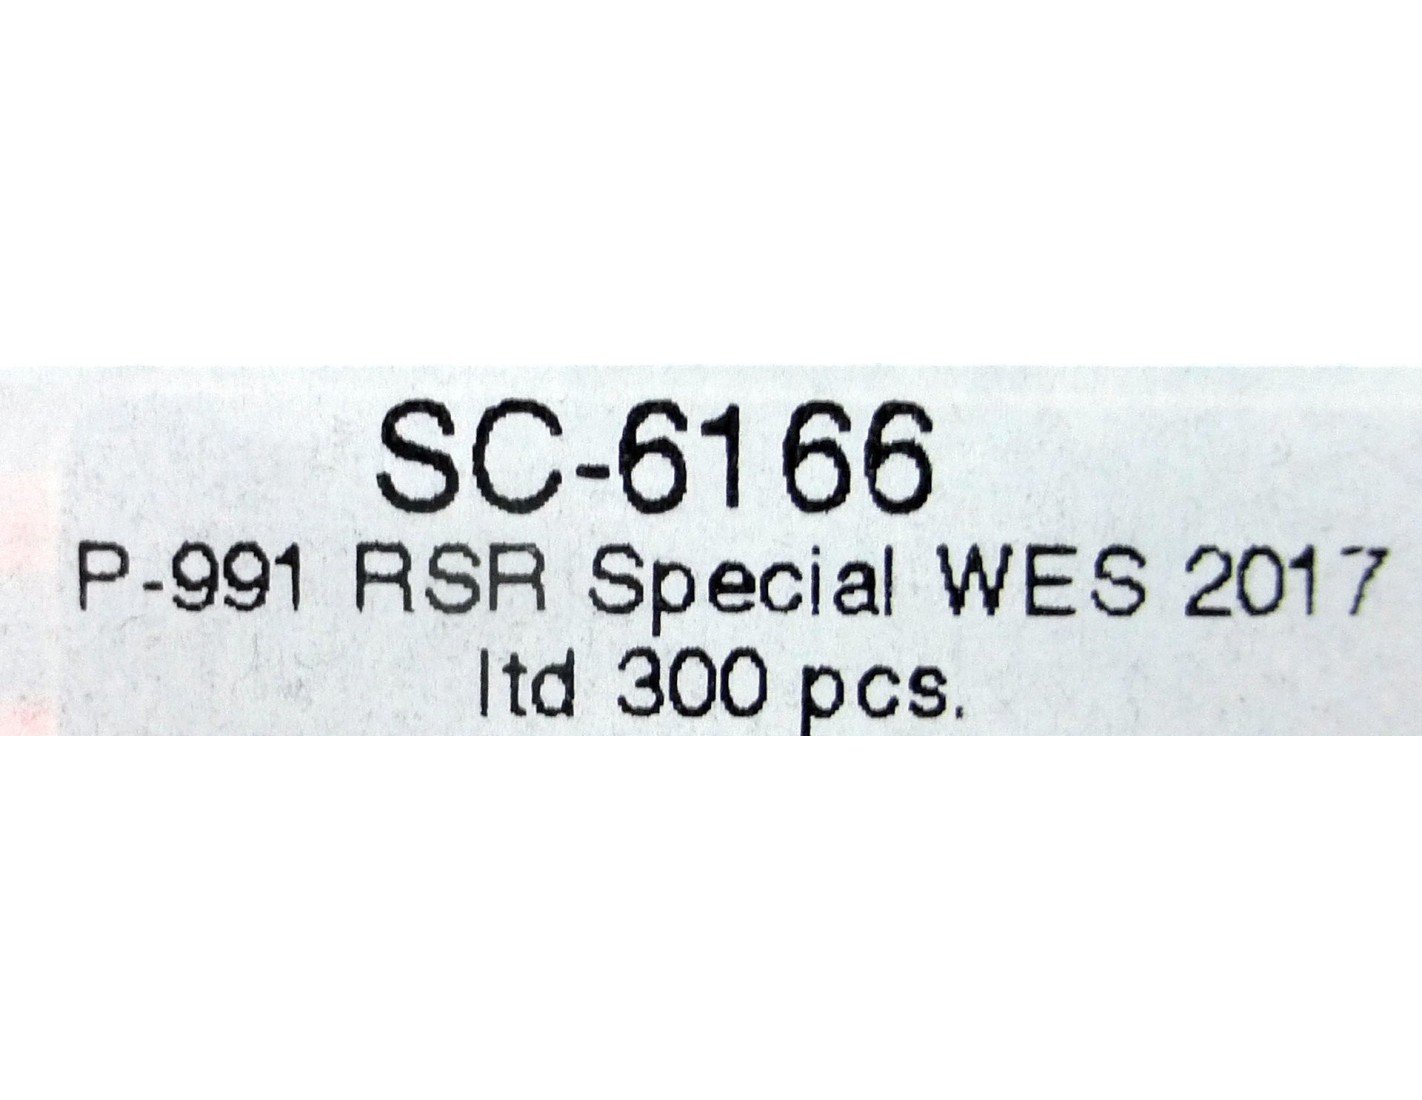 SC-6166
P-991 RSR Special WES 2017
ltd 300 pcs.